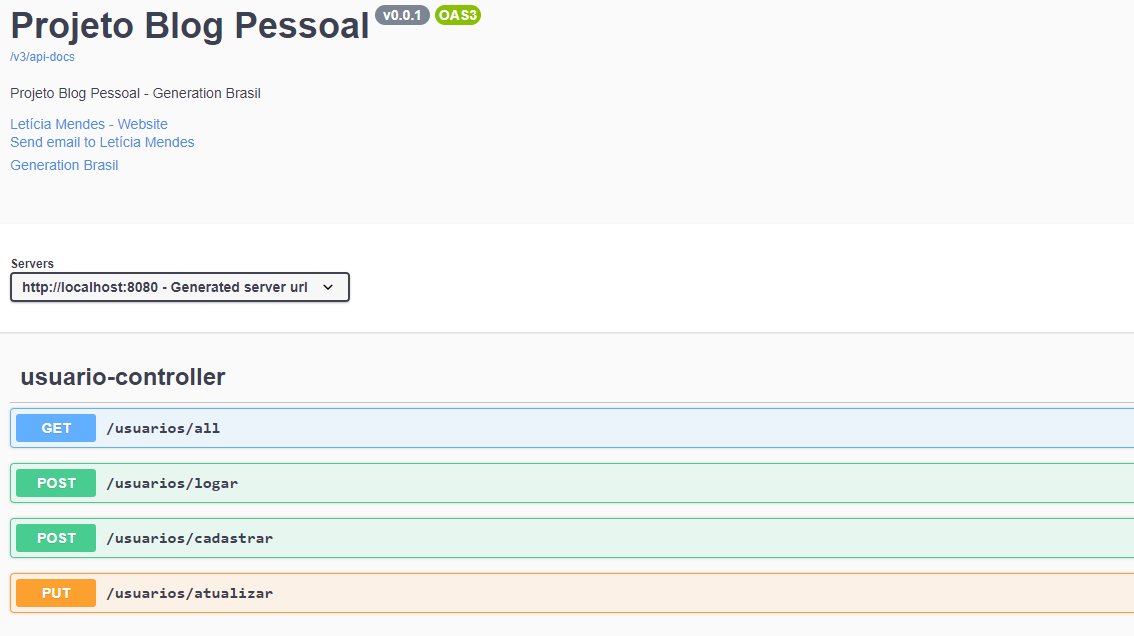 Projeto Blog Pessoal v0.0.1 OAS3
/v3/api-docs
Projeto Blog Pessoal - Generation Brasil
Letícia Mendes - Website
Send email to Letícia Mendes
Generation Brasil
Servers
http://localhost:8080 - Generated server url
usuario-controller
GET /usuarios/all
POST /usuarios/logar
POST /usuarios/cadastrar
PUT /usuarios/atualizar